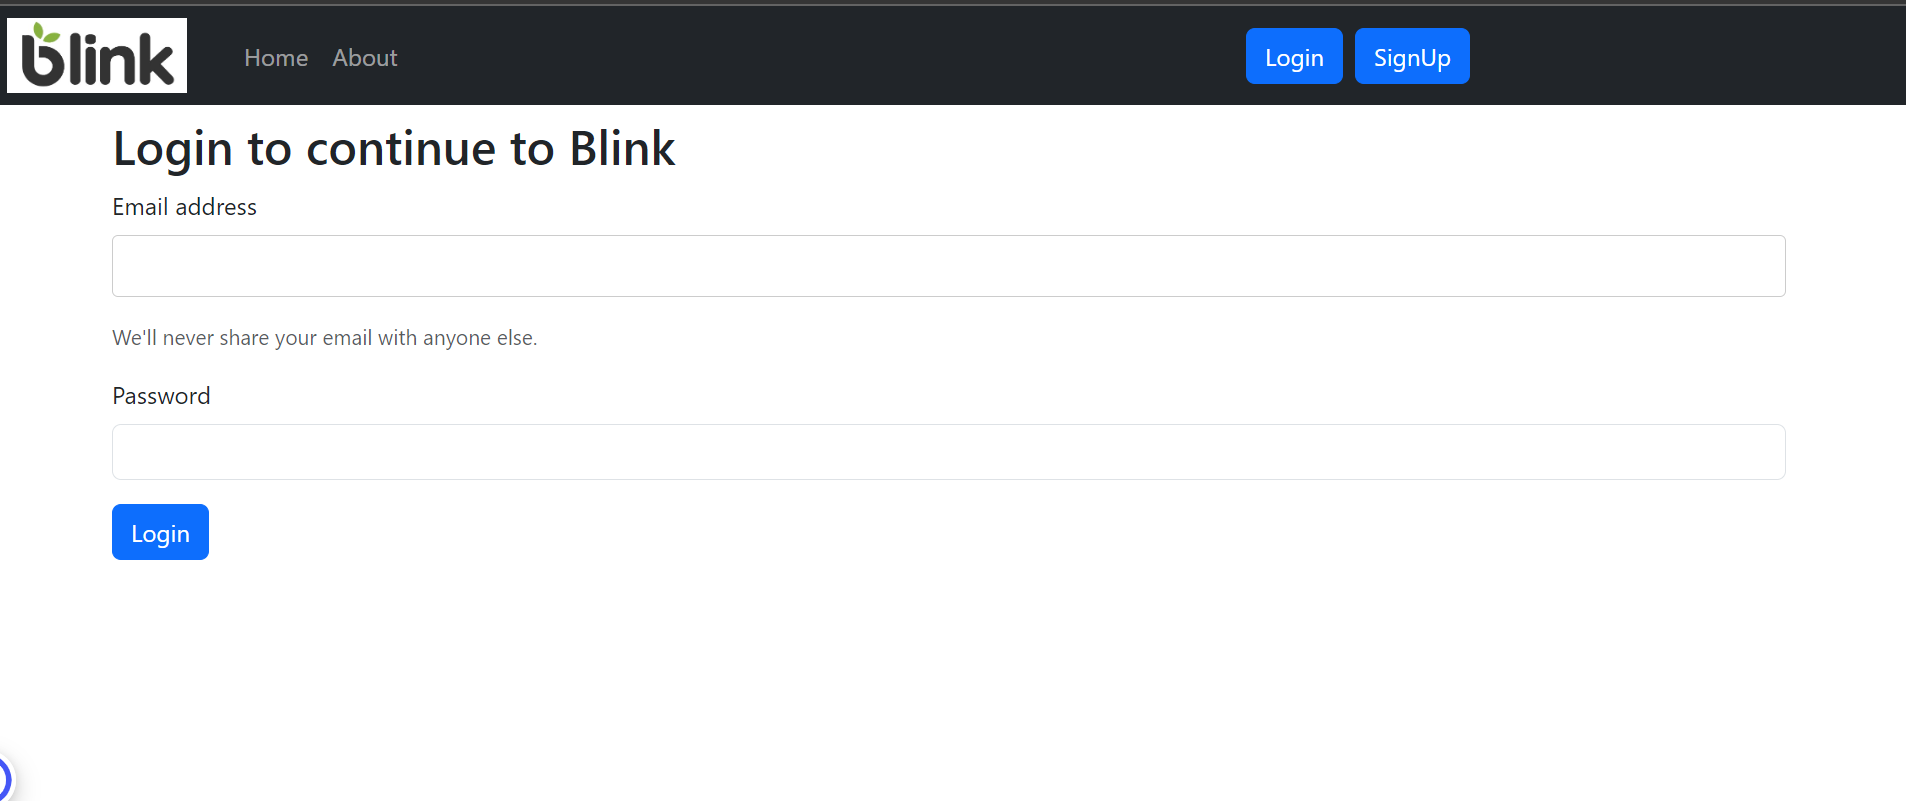 blink Home About Login SignUp
Login to continue to Blink
Email address
We'll never share your email with anyone else.
Password
Login